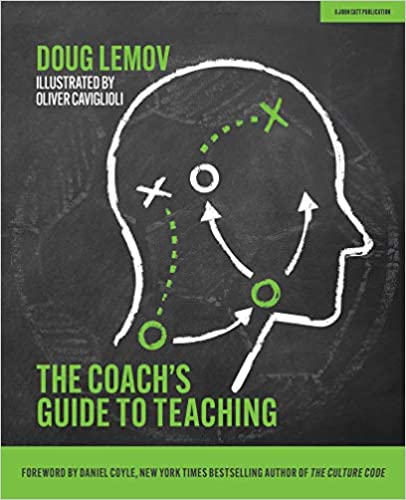 A JOHN CATT PUBLICATION
DOUG LEMOV
ILLUSTRATED BY
OLIVER CAVIGLIOLI
THE COACH'S
GUIDE TO TEACHING
FOREWORD BY DANIEL COYLE, NEW YORK TIMES BESTSELLING AUTHOR OF THE CULTURE CODE